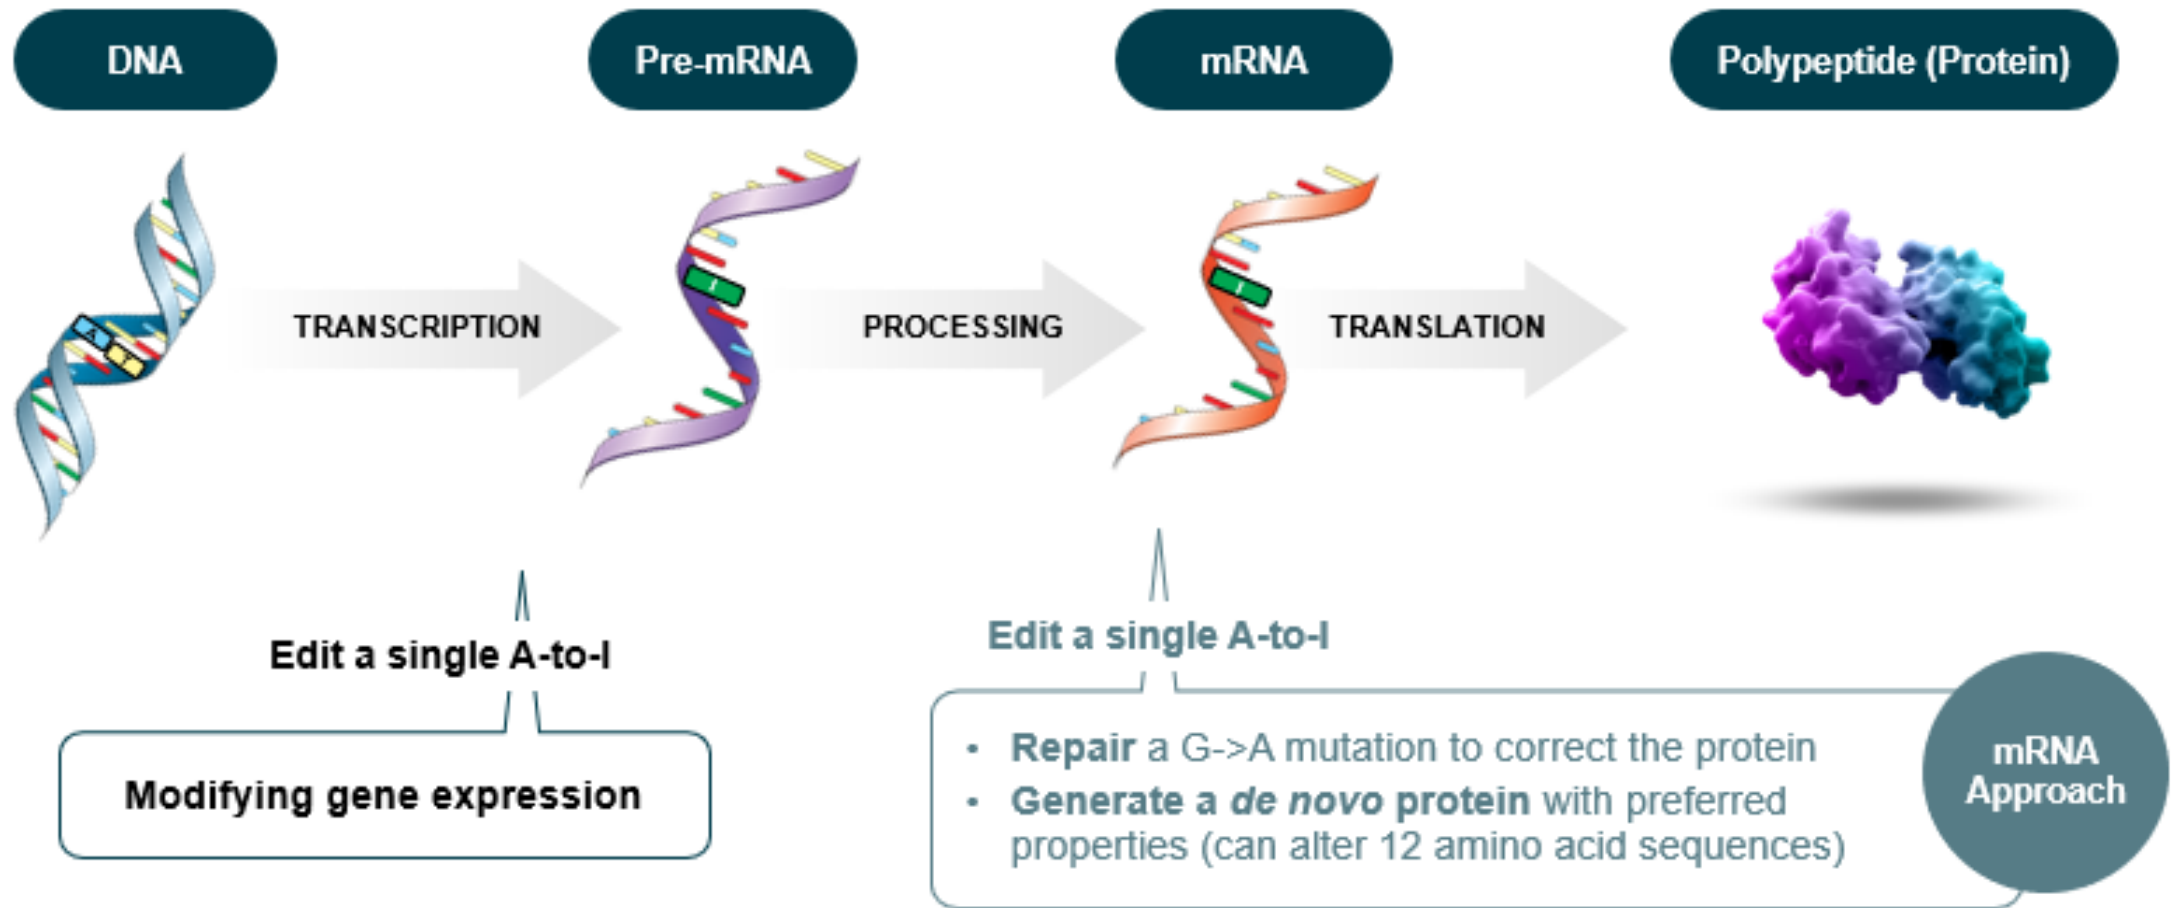 DNA
Pre-mRNA
mRNA
Polypeptide (Protein)
A
T
I
I
TRANSCRIPTION
PROCESSING
TRANSLATION
Edit a single A-to-I
Modifying gene expression
Edit a single A-to-I
• Repair a G->A mutation to correct the protein
• Generate a de novo protein with preferred
properties (can alter 12 amino acid sequences)
mRNA
Approach